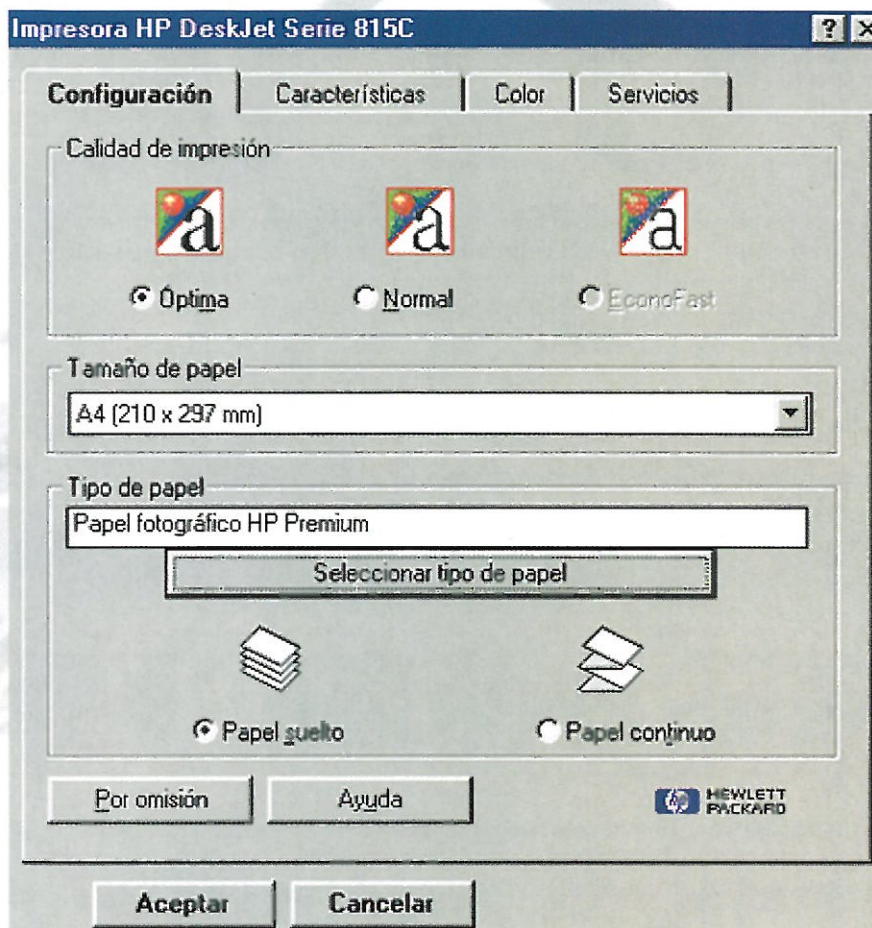 Impresora HP DeskJet Serie 815C
Configuración Características Color Servicios
Calidad de impresión
a a a
Óptima Normal EconoFast
Tamaño de papel
A4 (210 x 297 mm)
Tipo de papel
Papel fotográfico HP Premium
Seleccionar tipo de papel
Papel suelto Papel continuo
Por omisión Ayuda hp HEWLETT
PACKARD
Aceptar Cancelar